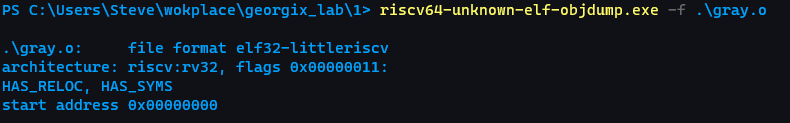 PS C:\Users\Steve\wokplace\georgix_lab\1> riscv64-unknown-elf-objdump.exe -f .\gray.o
.\gray.o:     file format elf32-littleriscv
architecture: riscv:rv32, flags 0x00000011:
HAS_RELOC, HAS_SYMS
start address 0x00000000